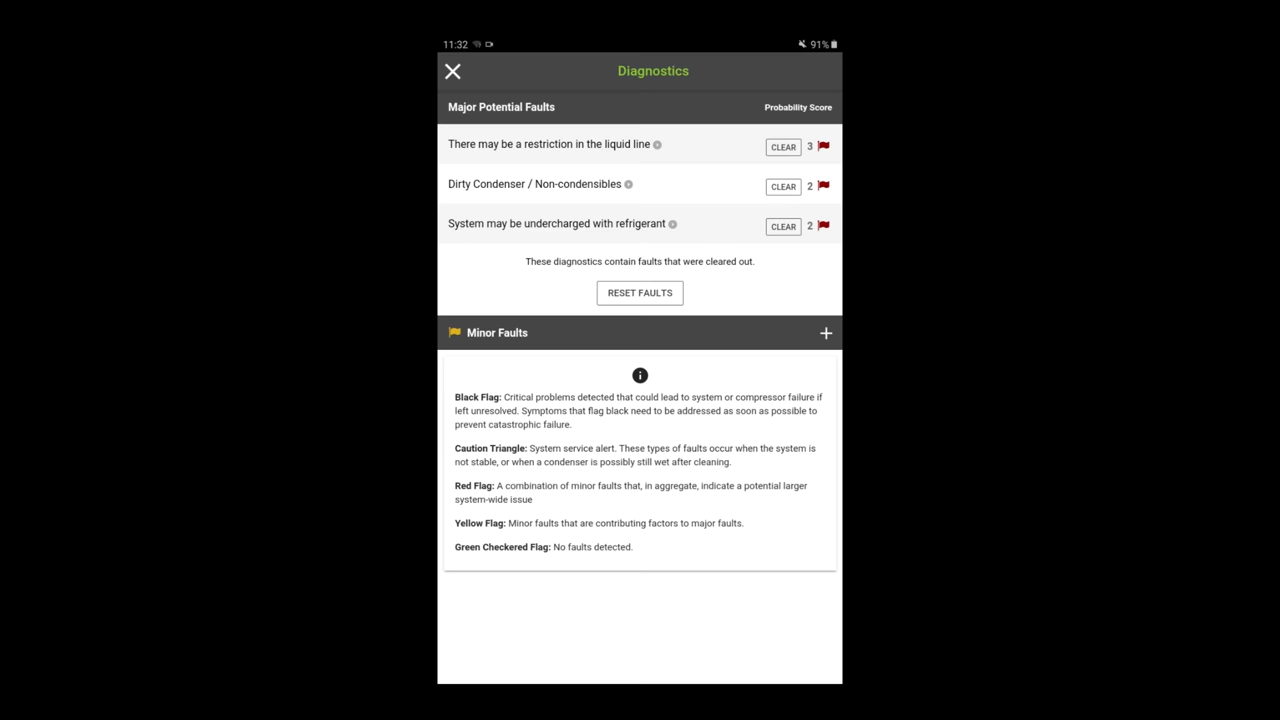 11:32 91%
Diagnostics
Major Potential Faults Probability Score
There may be a restriction in the liquid line CLEAR 3
Dirty Condenser / Non-condensibles CLEAR 2
System may be undercharged with refrigerant CLEAR 2
These diagnostics contain faults that were cleared out.
RESET FAULTS
Minor Faults
Black Flag: Critical problems detected that could lead to system or compressor failure if
left unresolved. Symptoms that flag black need to be addressed as soon as possible to
prevent catastrophic failure.
Caution Triangle: System service alert. These types of faults occur when the system is
not stable, or when a condenser is possibly still wet after cleaning.
Red Flag: A combination of minor faults that, in aggregate, indicate a potential larger
system-wide issue
Yellow Flag: Minor faults that are contributing factors to major faults.
Green Checkered Flag: No faults detected.